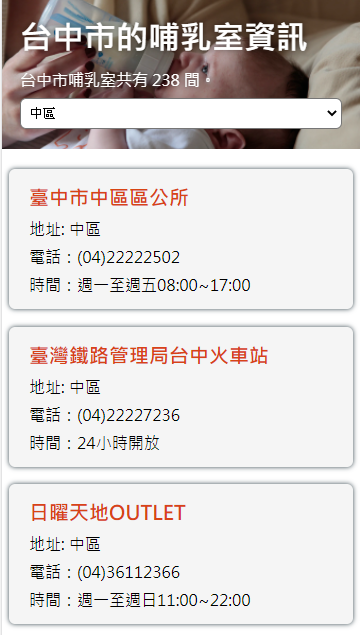 台中市的哺乳室資訊
台中市哺乳室共有 238 間。
中區
臺中市中區區公所
地址: 中區
電話：(04)22222502
時間：週一至週五08:00~17:00
臺灣鐵路管理局台中火車站
地址: 中區
電話：(04)22227236
時間：24小時開放
日曜天地OUTLET
地址: 中區
電話：(04)36112366
時間：週一至週日11:00~22:00